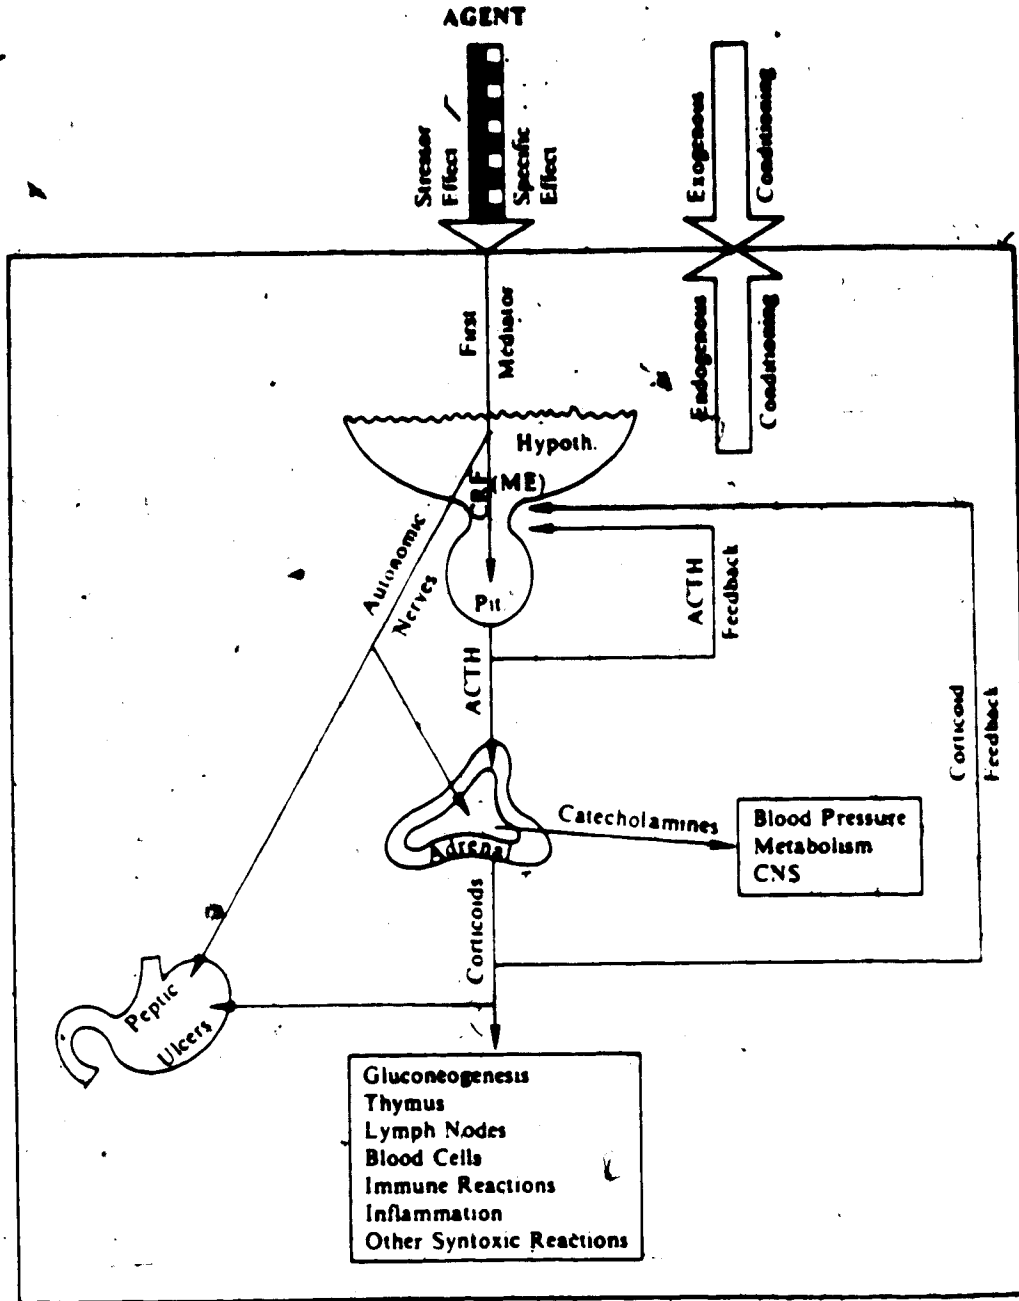 AGENT
Stressor
Effect
Specific
Effect
Exogenous
Conditioning
First
Mediator
Endogenous
Conditioning
Hypoth.
CRF
(ME)
Autonomic
Nerves
Pit.
ACTH
Feedback
ACTH
Corticoid
Feedback
Catecholamines
Blood Pressure
Metabolism
CNS
Adrenal
Corticoids
Peptic
Ulcers
Gluconeogenesis
Thymus
Lymph Nodes
Blood Cells
Immune Reactions
Inflammation
Other Syntoxic Reactions